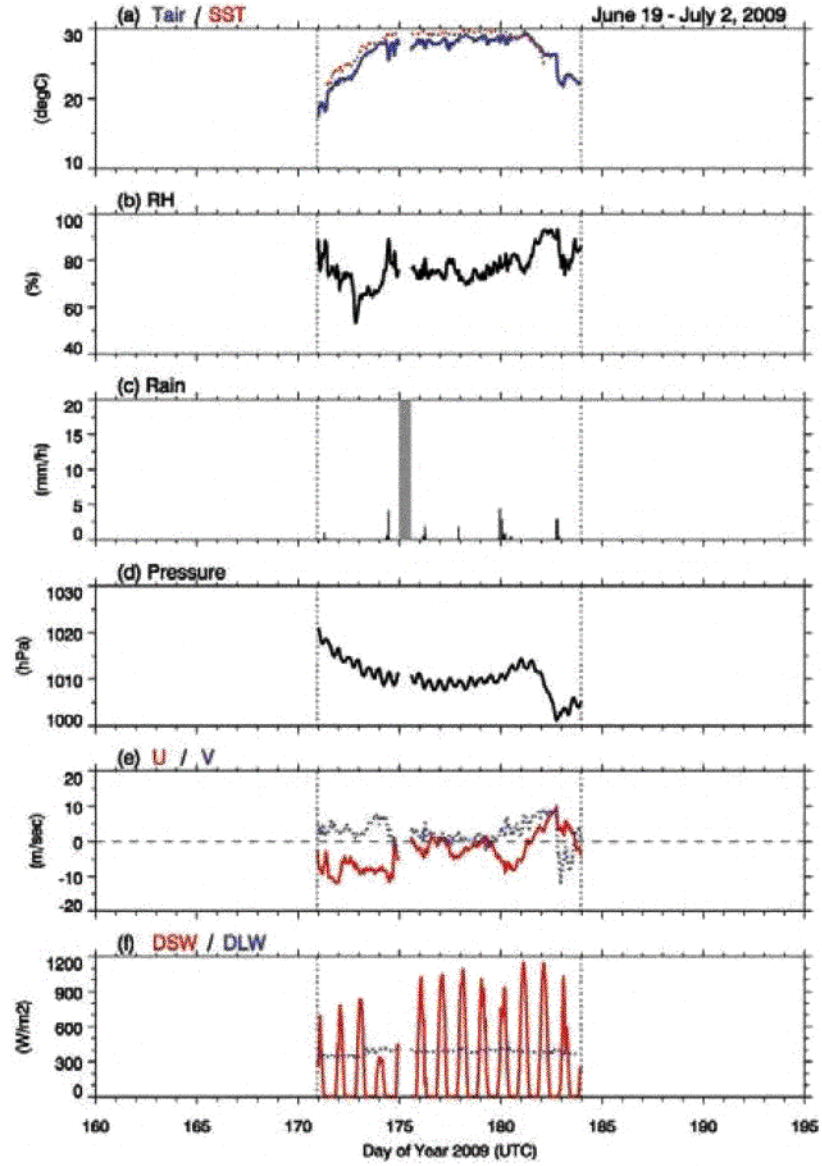 (a) Tair / SST June 19 - July 2, 2009
30
20
10
(degC)
(b) RH
100
80
60
40
(%)
(c) Rain
20
15
10
5
0
(mm/h)
(d) Pressure
1030
1020
1010
1000
(hPa)
(e) U / V
20
10
0
-10
-20
(m/sec)
(f) DSW / DLW
1200
900
600
300
0
(W/m2)
160 165 170 175 180 185 190 195
Day of Year 2009 (UTC)